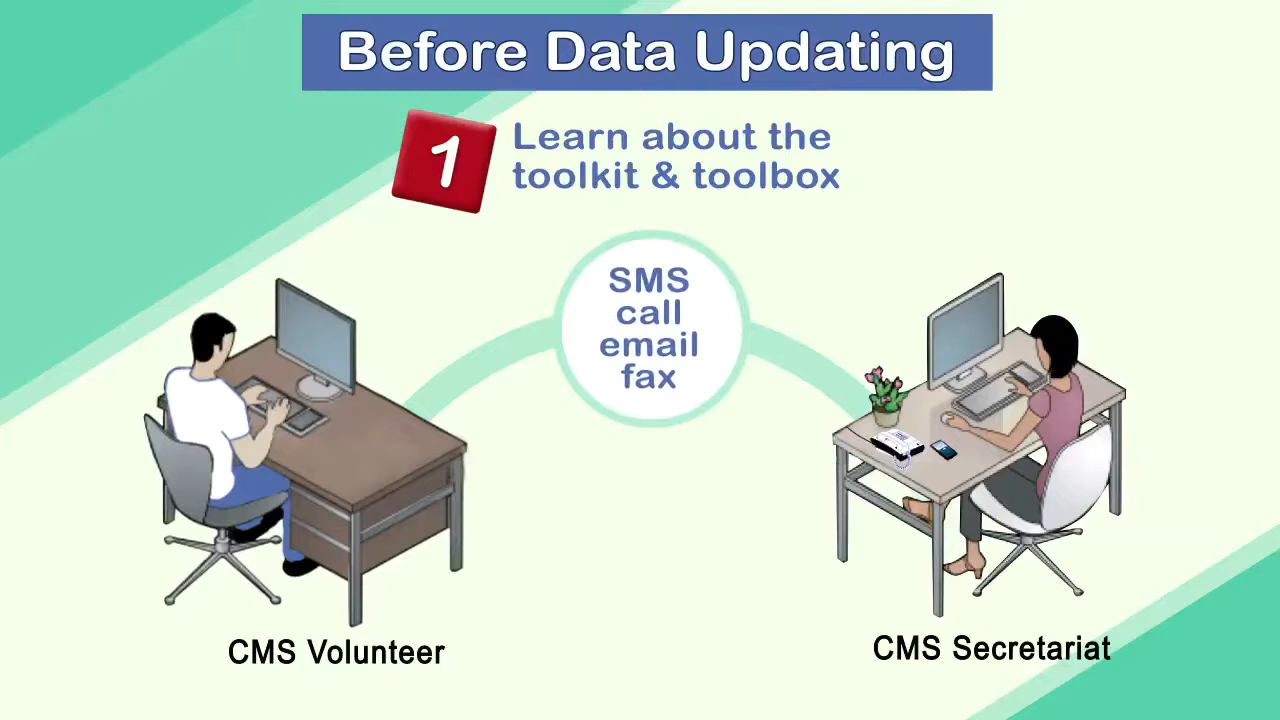 Before Data Updating
1
Learn about the
toolkit & toolbox
SMS
call
email
fax
CMS Volunteer
CMS Secretariat